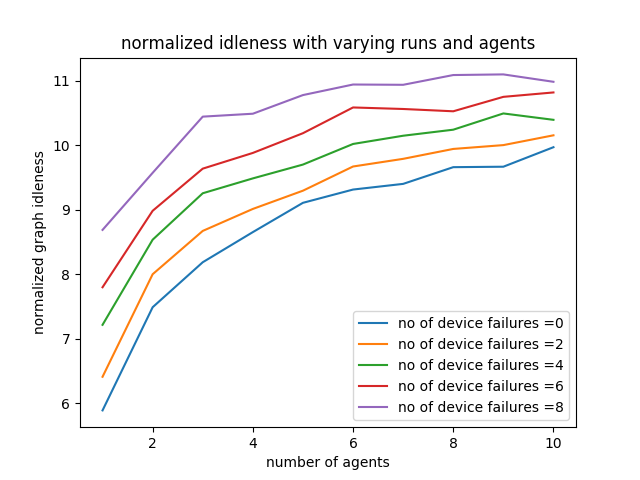 normalized idleness with varying runs and agents
normalized graph idleness
11
10
9
8
7
6
no of device failures =0
no of device failures =2
no of device failures =4
no of device failures =6
no of device failures =8
2
4
6
8
10
number of agents